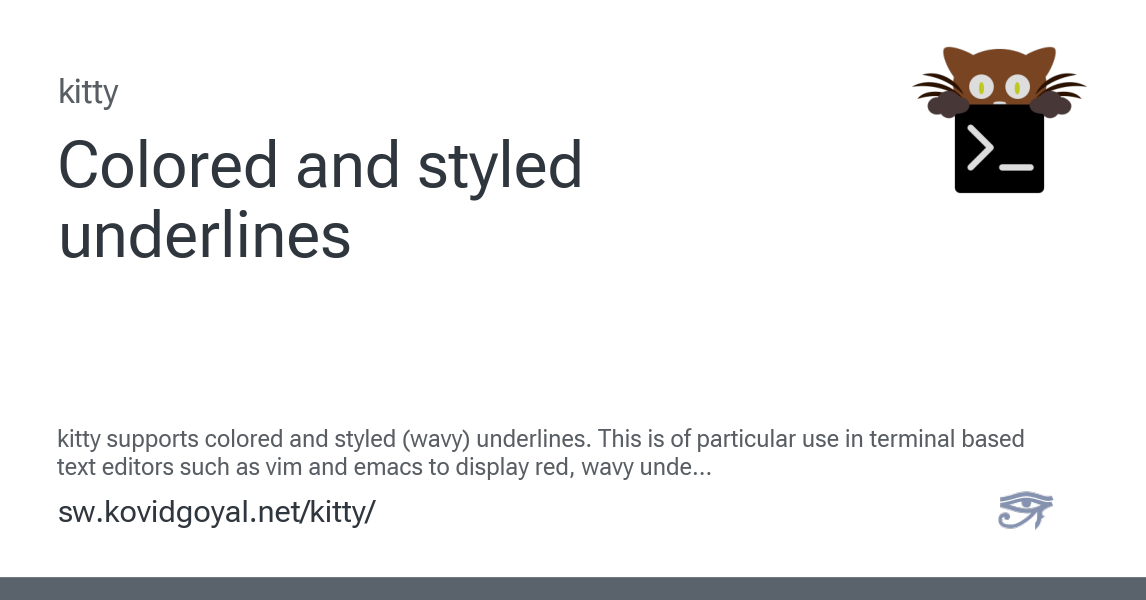 kitty
Colored and styled
underlines
>_
kitty supports colored and styled (wavy) underlines. This is of particular use in terminal based
text editors such as vim and emacs to display red, wavy unde...
sw.kovidgoyal.net/kitty/